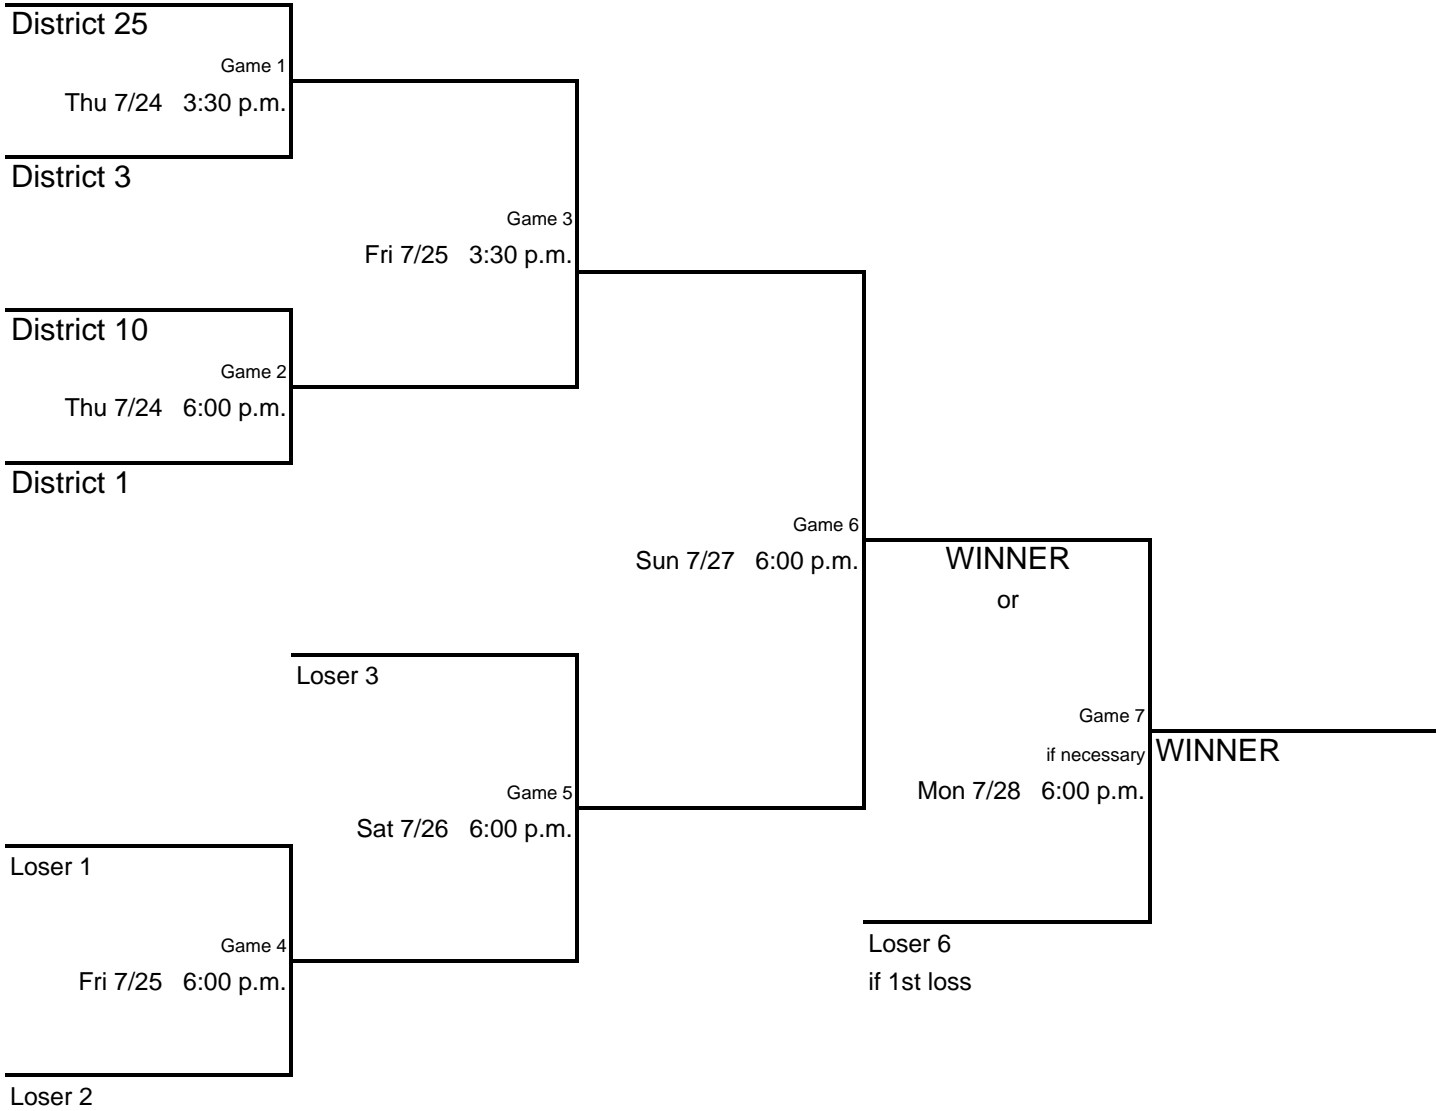 District 25
Game 1
Thu 7/24 3:30 p.m.
District 3
Game 3
Fri 7/25 3:30 p.m.
District 10
Game 2
Thu 7/24 6:00 p.m.
District 1
Game 6
Sun 7/27 6:00 p.m.
WINNER
or
Loser 3
Game 7
if necessary
WINNER
Mon 7/28 6:00 p.m.
Game 5
Sat 7/26 6:00 p.m.
Loser 1
Game 4
Fri 7/25 6:00 p.m.
Loser 6
if 1st loss
Loser 2